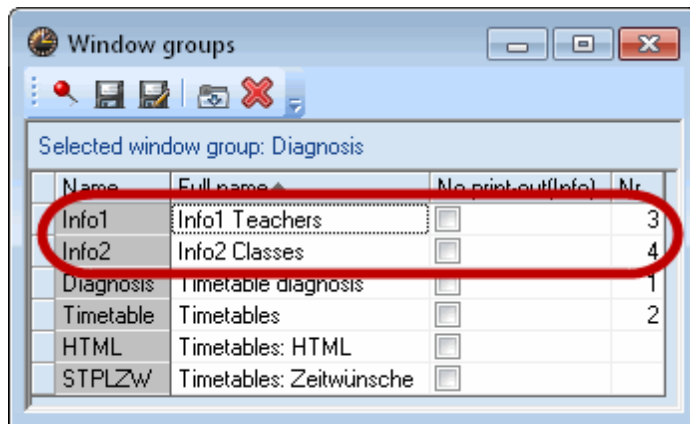 Window groups
Selected window group: Diagnosis
Name Full name No print-out(Info) Nr.
Info1 Info1 Teachers 3
Info2 Info2 Classes 4
Diagnosis Timetable diagnosis 1
Timetable Timetables 2
HTML Timetables: HTML
STPLZW Timetables: Zeitwünsche